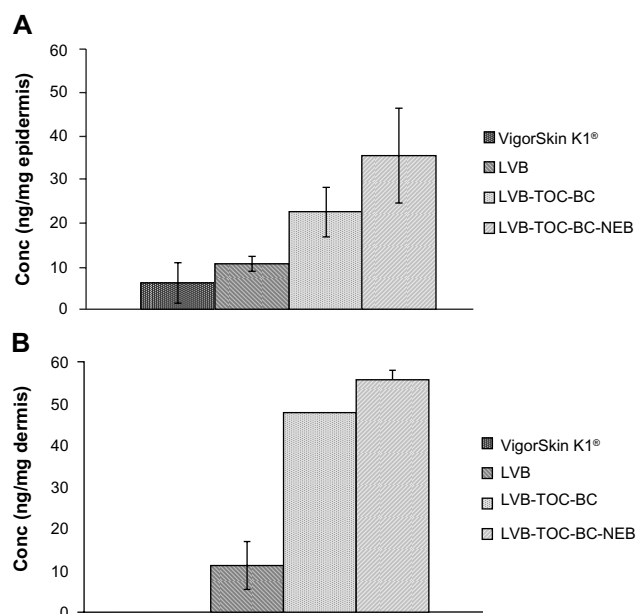 A
Conc (ng/mg epidermis)
60
50
40
30
20
10
0
VigorSkin K1®
LVB
LVB-TOC-BC
LVB-TOC-BC-NEB
B
Conc (ng/mg dermis)
60
50
40
30
20
10
0
VigorSkin K1®
LVB
LVB-TOC-BC
LVB-TOC-BC-NEB